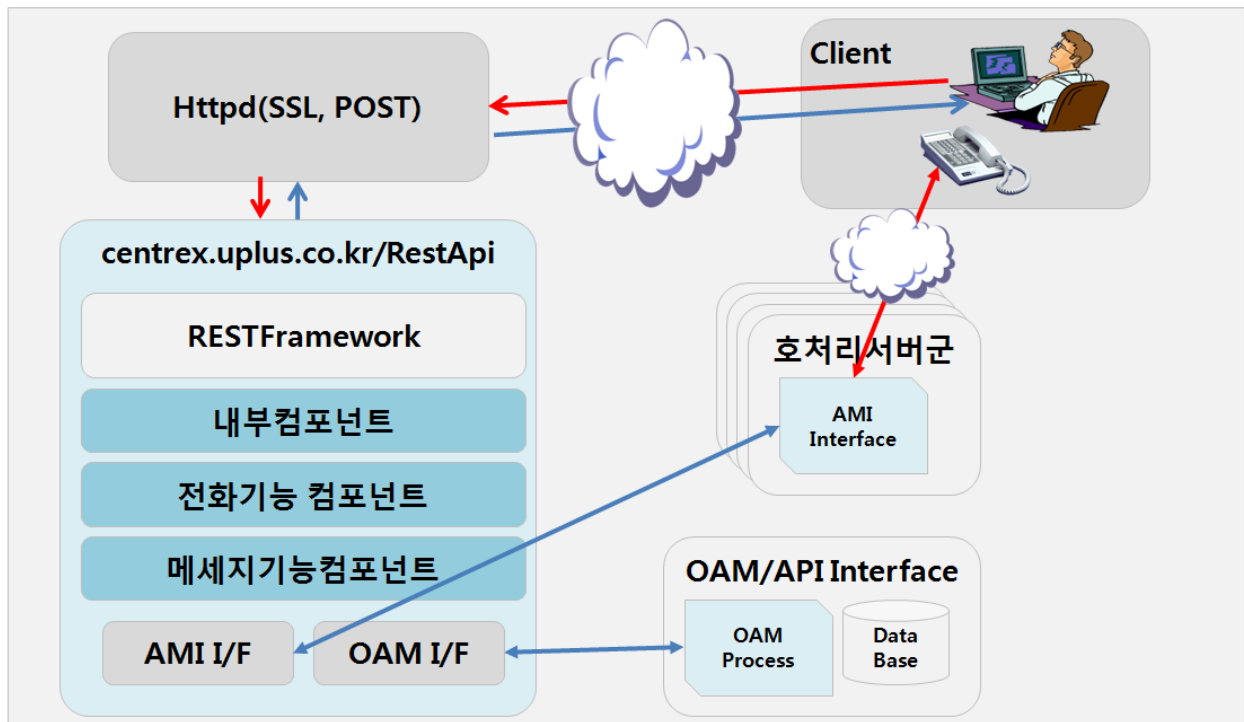 Httpd(SSL, POST)
Client
centrex.uplus.co.kr/RestApi
RESTFramework
내부컴포넌트
전화기능 컴포넌트
메세지기능컴포넌트
AMI I/F
OAM I/F
호처리서버군
AMI
Interface
OAM/API Interface
OAM
Process
Data
Base